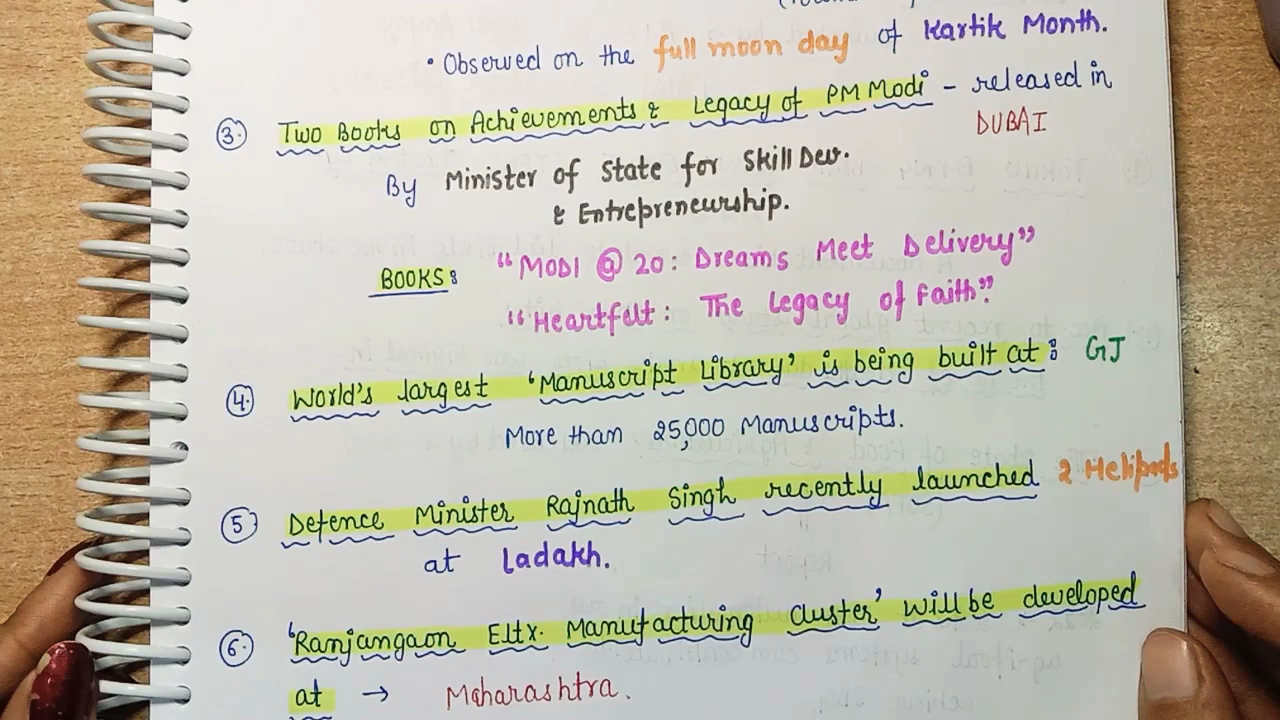 • Observed on the full moon day of Kartik Month.
3. Two Books on Achievements & Legacy of PM Modi - released in
DUBAI
By Minister of State for Skill Dev.
& Entrepreneurship.
BOOKS: "MODI @ 20: Dreams Meet Delivery"
"Heartfelt: The Legacy of Faith".
4. World's largest 'Manuscript Library' is being built at: GJ
More than 25,000 Manuscripts.
5. Defence Minister Rajnath Singh recently launched 2 Helipads
at Ladakh.
6. 'Ranjangaon Eltx. Manufacturing Cluster' will be developed
at → Maharashtra.